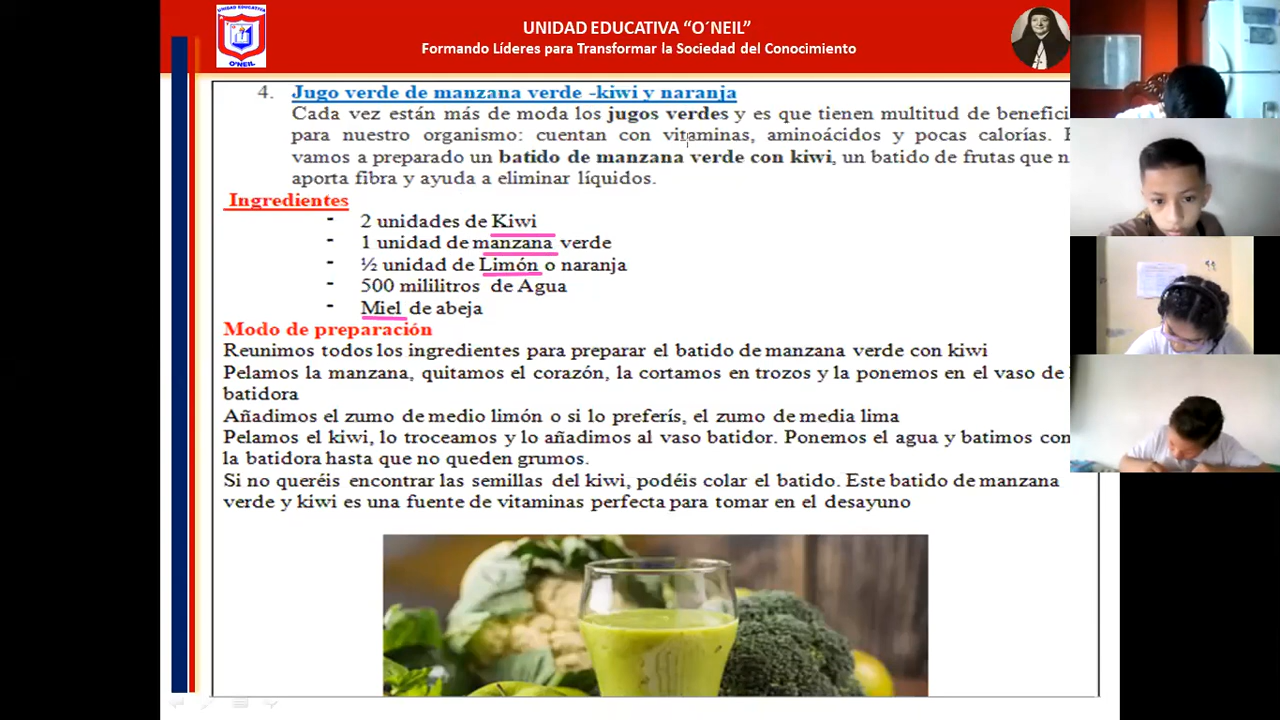 UNIDAD EDUCATIVA
O'NEIL
UNIDAD EDUCATIVA “O´NEIL”
Formando Líderes para Transformar la Sociedad del Conocimiento
4. Jugo verde de manzana verde -kiwi y naranja
Cada vez están más de moda los jugos verdes y es que tienen multitud de benefici
para nuestro organismo: cuentan con vitaminas, aminoácidos y pocas calorías.
vamos a preparado un batido de manzana verde con kiwi, un batido de frutas que n
aporta fibra y ayuda a eliminar líquidos.
Ingredientes
- 2 unidades de Kiwi
- 1 unidad de manzana verde
- ½ unidad de Limón o naranja
- 500 mililitros de Agua
- Miel de abeja
Modo de preparación
Reunimos todos los ingredientes para preparar el batido de manzana verde con kiwi
Pelamos la manzana, quitamos el corazón, la cortamos en trozos y la ponemos en el vaso de
batidora
Añadimos el zumo de medio limón o si lo preferís, el zumo de media lima
Pelamos el kiwi, lo troceamos y lo añadimos al vaso batidor. Ponemos el agua y batimos con
la batidora hasta que no queden grumos.
Si no queréis encontrar las semillas del kiwi, podéis colar el batido. Este batido de manzana
verde y kiwi es una fuente de vitaminas perfecta para tomar en el desayuno